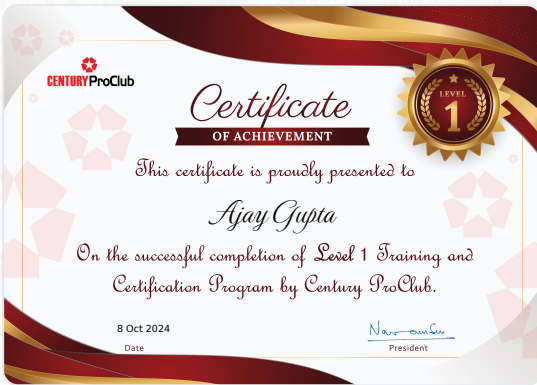 CENTURY ProClub
Certificate
OF ACHIEVEMENT
LEVEL
1
This certificate is proudly presented to
Ajay Gupta
On the successful completion of Level 1 Training and
Certification Program by Century ProClub.
8 Oct 2024
Date
President